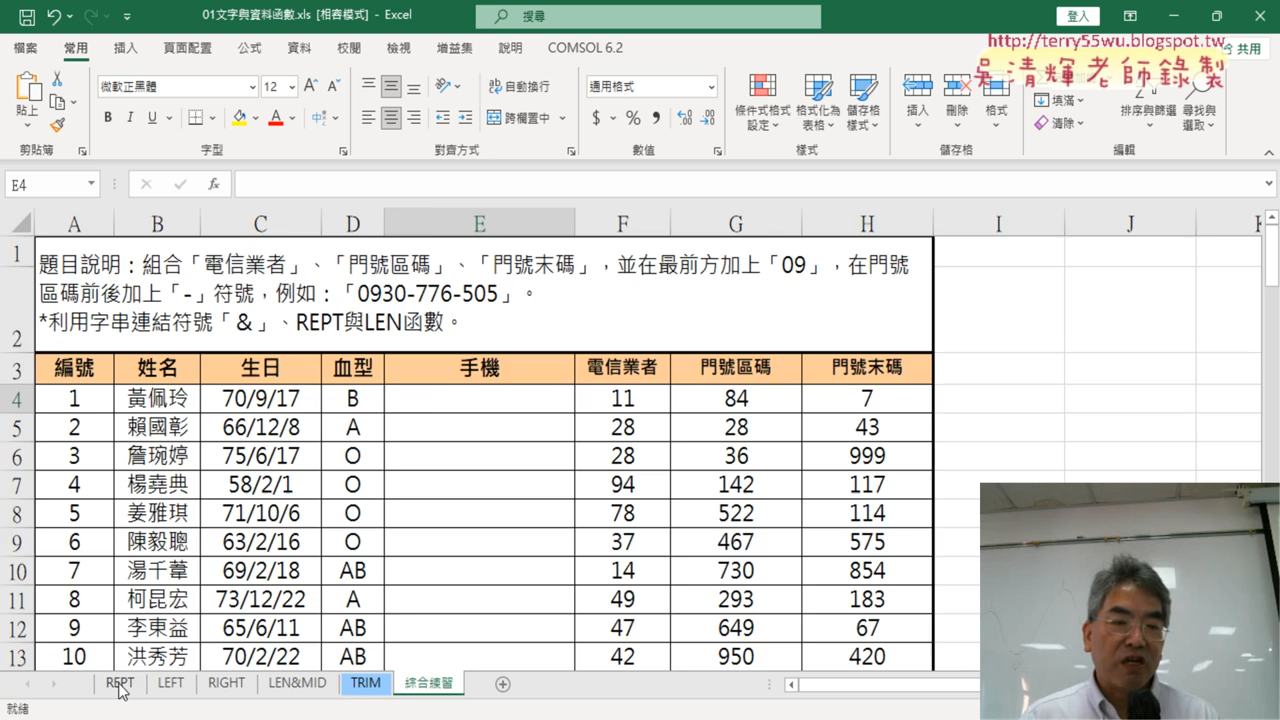 01文字與資料函數.xls [相容模式] - Excel
搜尋
登入
http://terry55wu.blogspot.tw
吳清輝老師錄製
檔案 常用 插入 頁面配置 公式 資料 校閱 檢視 增益集 說明 COMSOL 6.2
共用
貼上
微軟正黑體 12
自動換行
跨欄置中
通用格式
條件式格式設定
格式化為表格
儲存格樣式
插入 刪除 格式
填滿
清除
排序與篩選
尋找與選取
剪貼簿 字型 對齊方式 數值 樣式 儲存格 編輯
E4
fx
A B C D E F G H I J K
1 題目說明：組合「電信業者」、「門號區碼」、「門號末碼」，並在最前方加上「09」，在門號
區碼前後加上「-」符號，例如：「0930-776-505」。
2 *利用字串連結符號「&」、REPT與LEN函數。
3 編號 姓名 生日 血型 手機 電信業者 門號區碼 門號末碼
4 1 黃佩玲 70/9/17 B 11 84 7
5 2 賴國彰 66/12/8 A 28 28 43
6 3 詹琬婷 75/6/17 O 28 36 999
7 4 楊堯典 58/2/1 O 94 142 117
8 5 姜雅琪 71/10/6 O 78 522 114
9 6 陳毅聰 63/2/16 O 37 467 575
10 7 湯千葦 69/2/18 AB 14 730 854
11 8 柯昆宏 73/12/22 A 49 293 183
12 9 李東益 65/6/11 AB 47 649 67
13 10 洪秀芳 70/2/22 AB 42 950 420
REPT LEFT RIGHT LEN&MID TRIM 綜合練習
就緒